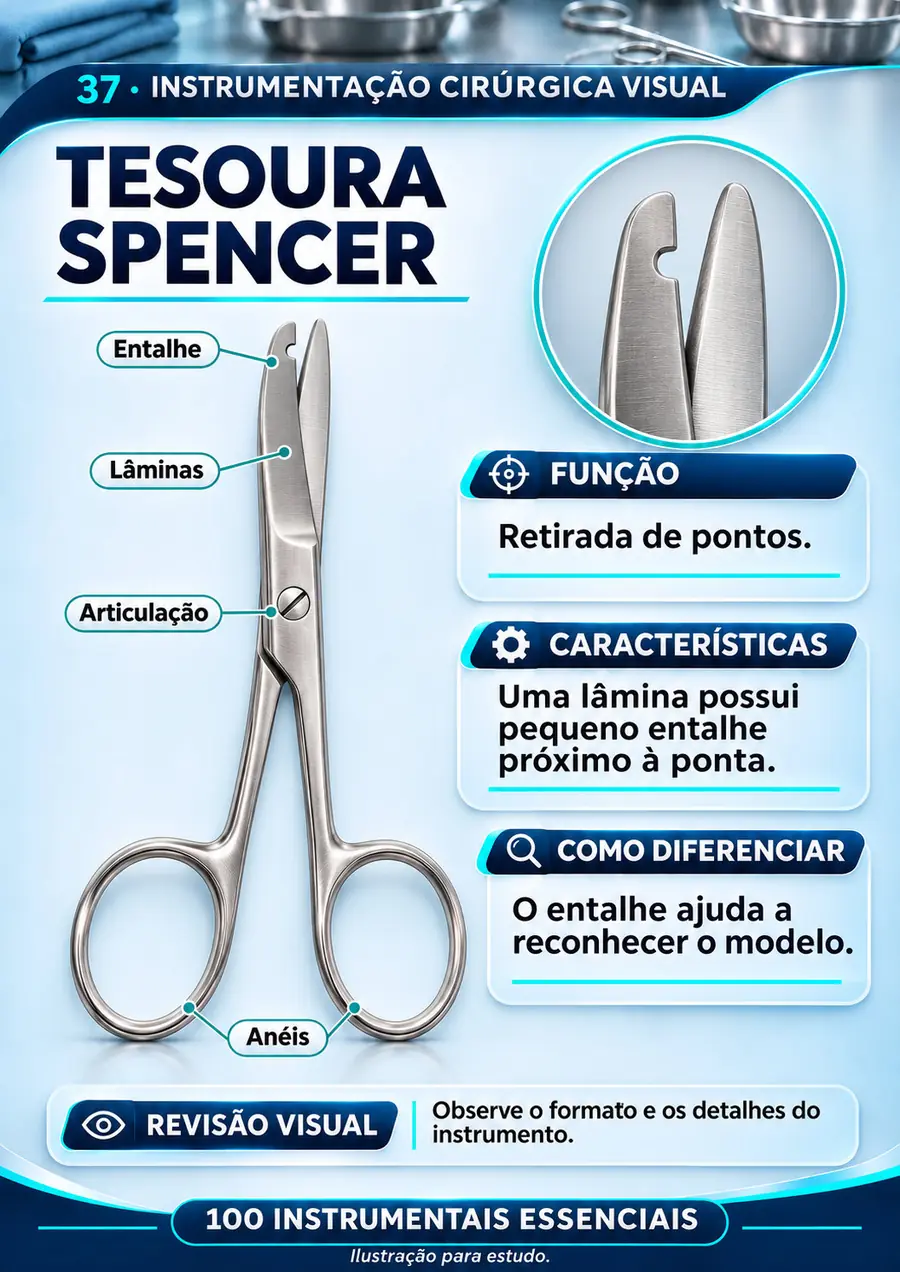 37 · INSTRUMENTAÇÃO CIRÚRGICA VISUAL
TESOURA
SPENCER
Entalhe
Lâminas
Articulação
Anéis
FUNÇÃO
Retirada de pontos.
CARACTERÍSTICAS
Uma lâmina possui
pequeno entalhe
próximo à ponta.
COMO DIFERENCIAR
O entalhe ajuda a
reconhecer o modelo.
REVISÃO VISUAL
Observe o formato e os detalhes do
instrumento.
100 INSTRUMENTAIS ESSENCIAIS
Ilustração para estudo.